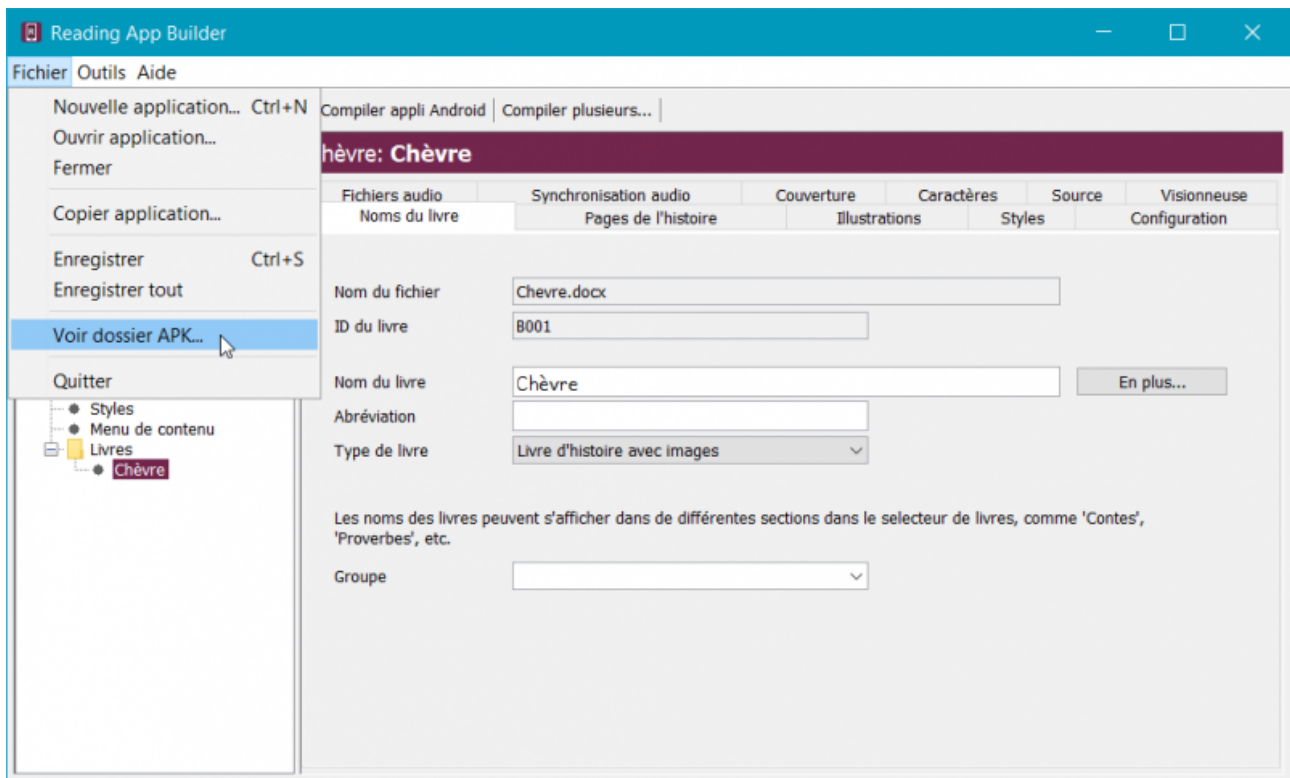 Reading App Builder
Fichier Outils Aide
Nouvelle application... Ctrl+N
Ouvrir application...
Fermer
Copier application...
Enregistrer Ctrl+S
Enregistrer tout
Voir dossier APK...
Quitter
Styles
Menu de contenu
Livres
Chèvre
Compiler appli Android Compiler plusieurs...
hèvre: Chèvre
Fichiers audio Synchronisation audio Couverture Caractères Source Visionneuse
Noms du livre Pages de l'histoire Illustrations Styles Configuration
Nom du fichier Chevre.docx
ID du livre B001
Nom du livre Chèvre En plus...
Abréviation
Type de livre Livre d'histoire avec images
Les noms des livres peuvent s'afficher dans de différentes sections dans le selecteur de livres, comme 'Contes',
'Proverbes', etc.
Groupe